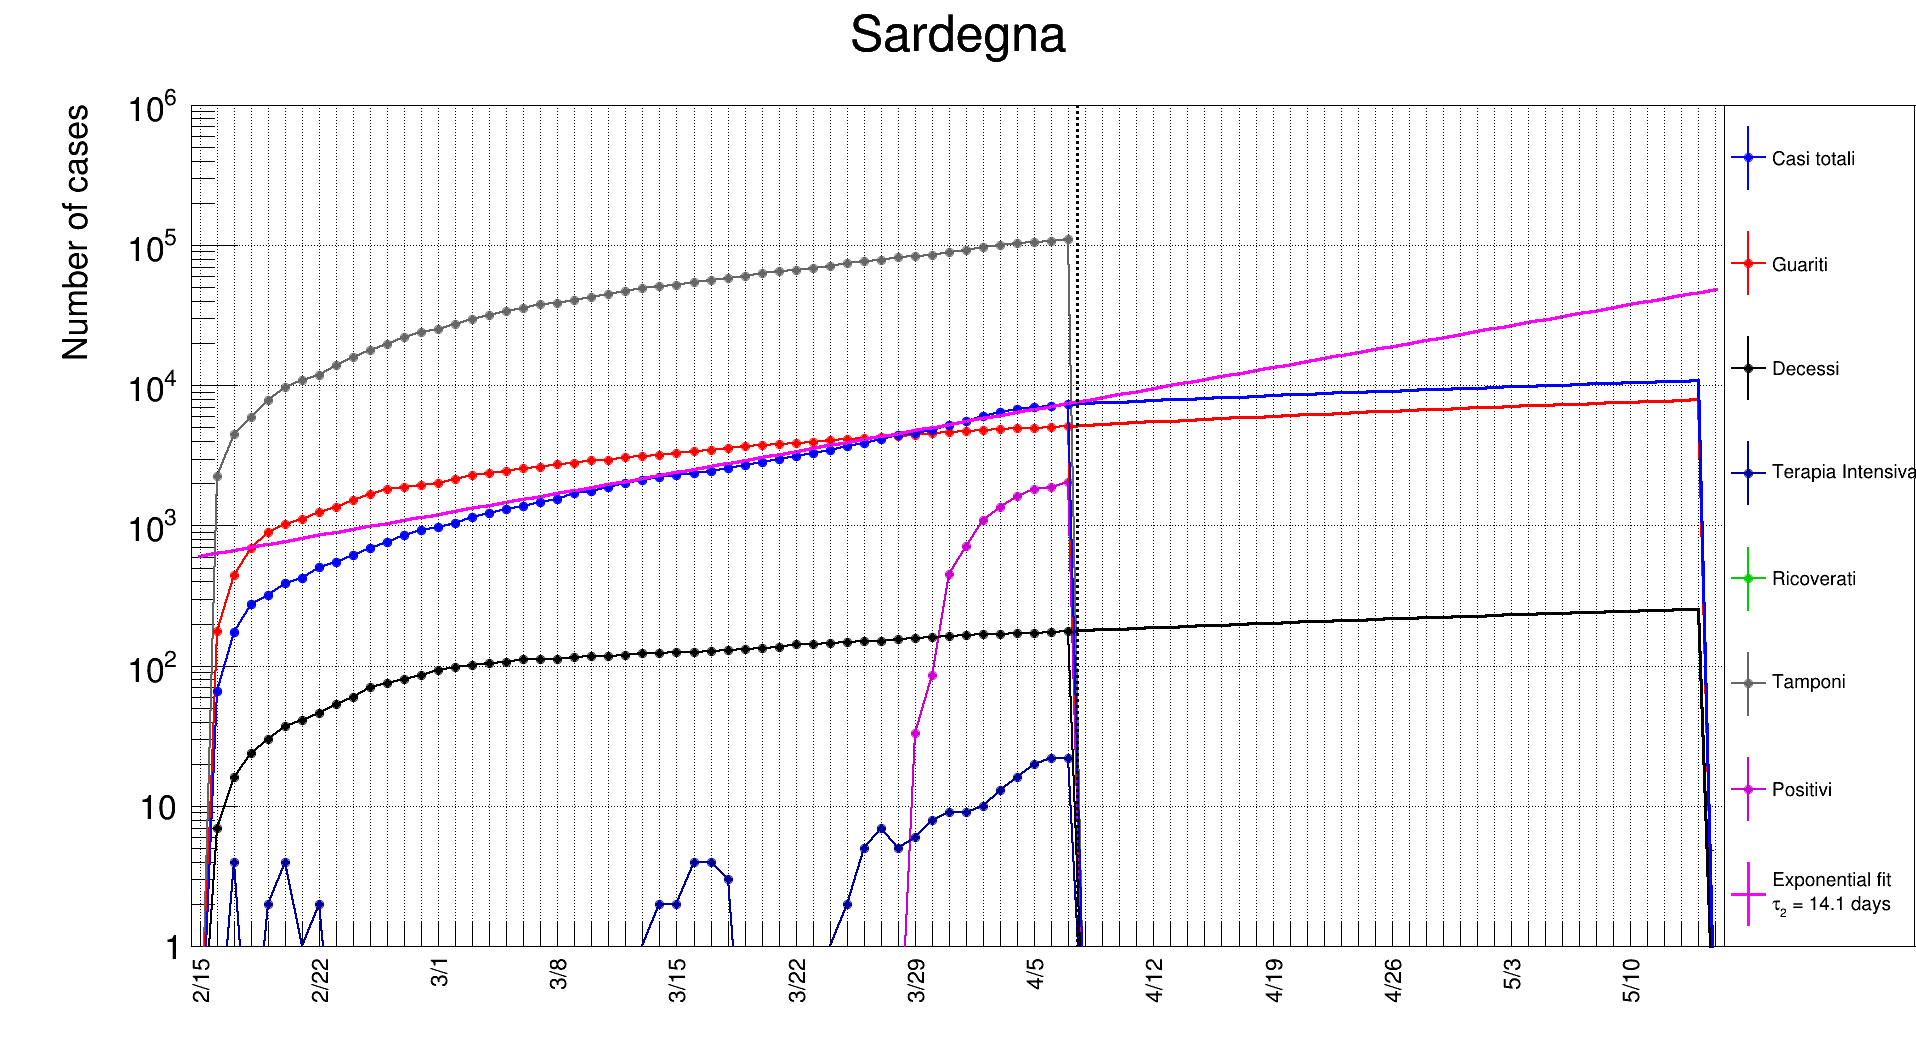 Sardegna
Number of cases
10^6
10^5
10^4
10^3
10^2
10
1
2/15 2/22 3/1 3/8 3/15 3/22 3/29 4/5 4/12 4/19 4/26 5/3 5/10
Casi totali
Guariti
Decessi
Terapia Intensiva
Ricoverati
Tamponi
Positivi
Exponential fit
τ_2 = 14.1 days